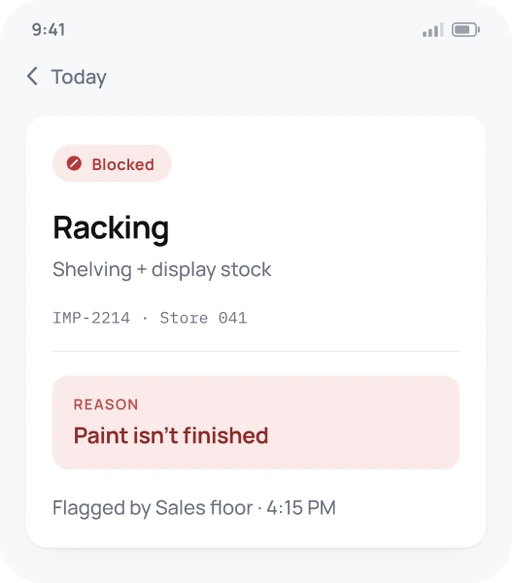 9:41
Today
Blocked
Racking
Shelving + display stock
IMP-2214 · Store 041
REASON
Paint isn’t finished
Flagged by Sales floor · 4:15 PM